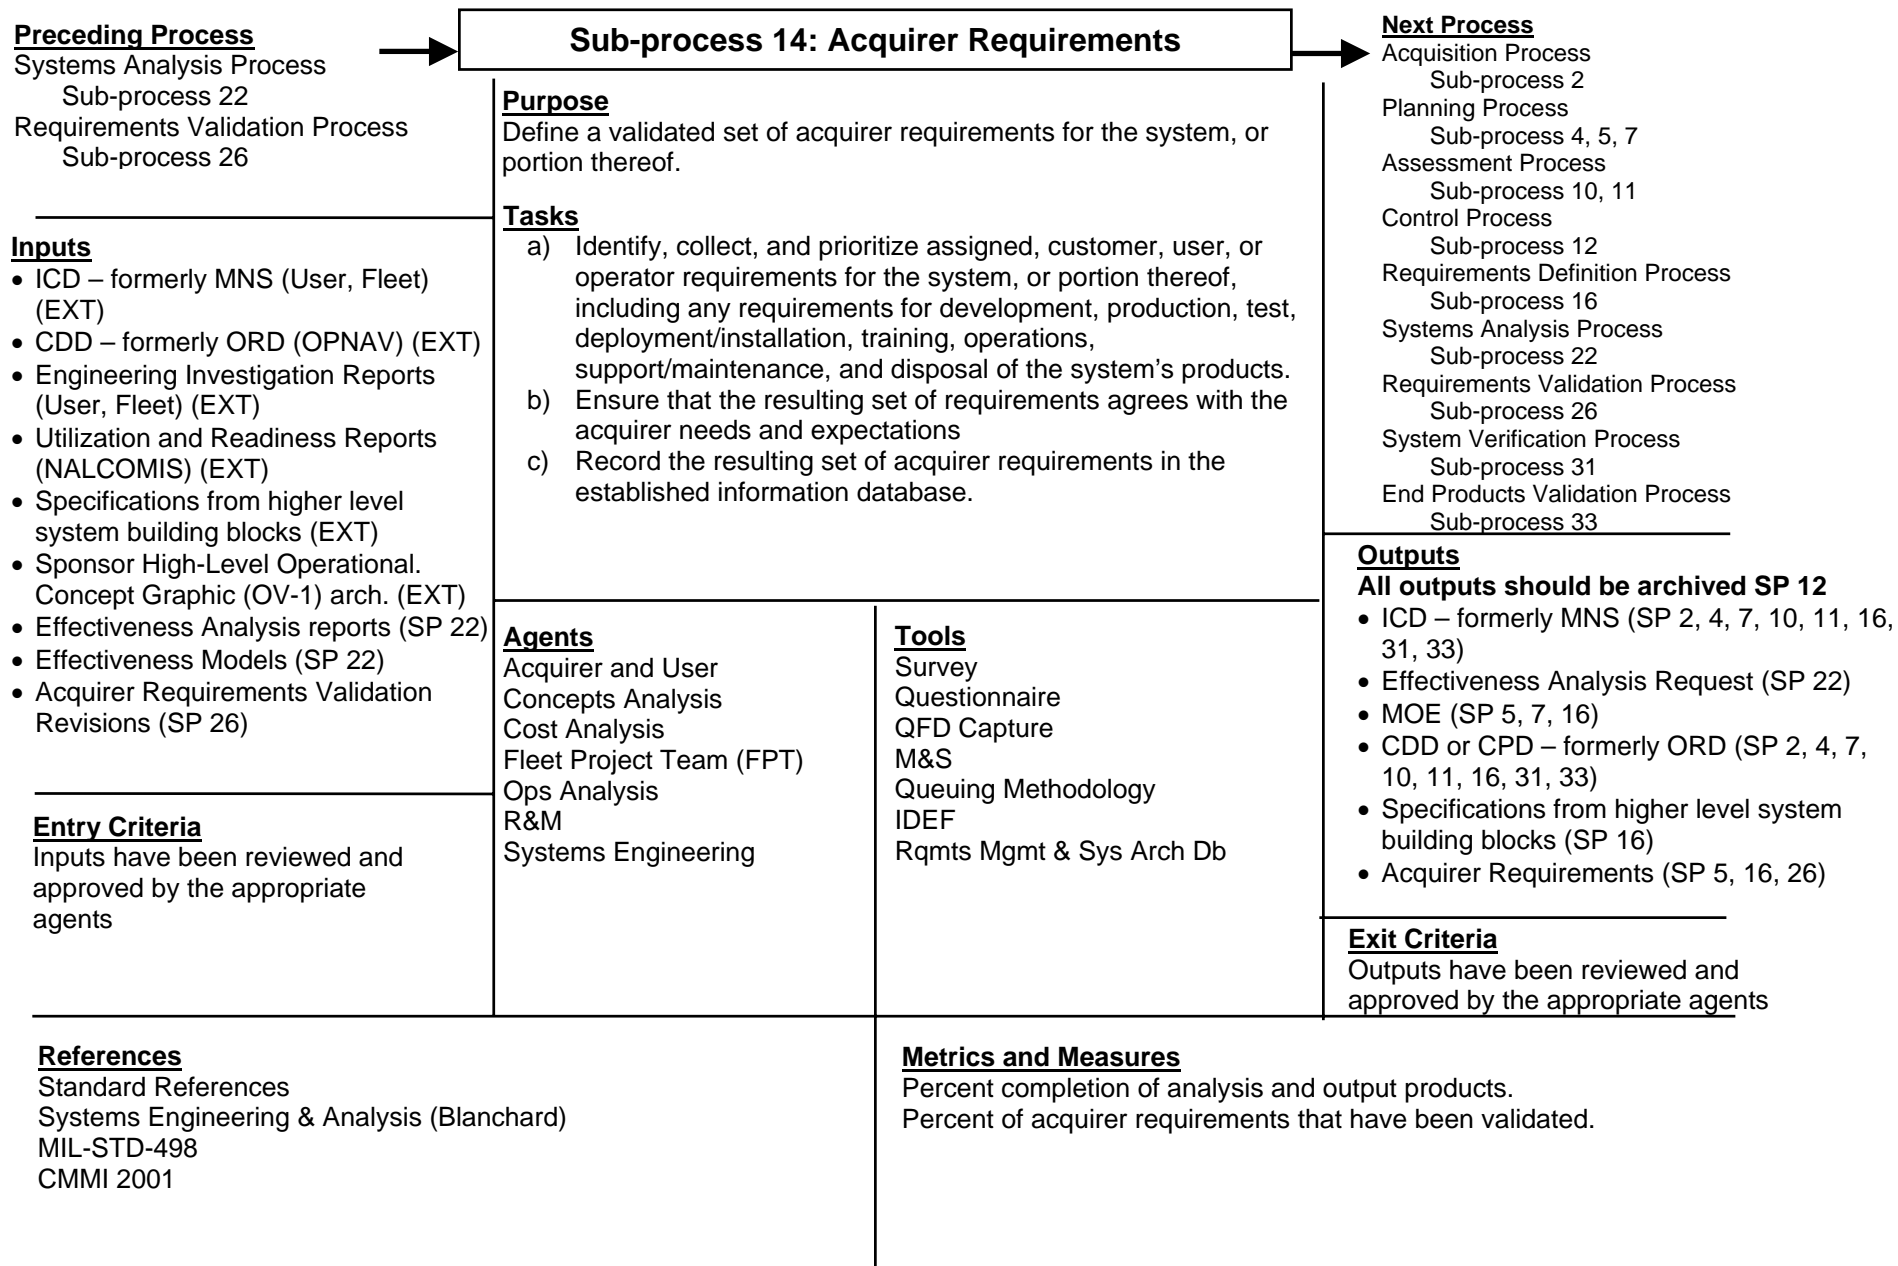 Preceding Process
Systems Analysis Process
Sub-process 22
Requirements Validation Process
Sub-process 26
Sub-process 14: Acquirer Requirements
Next Process
Acquisition Process
Sub-process 2
Planning Process
Sub-process 4, 5, 7
Assessment Process
Sub-process 10, 11
Control Process
Sub-process 12
Requirements Definition Process
Sub-process 16
Systems Analysis Process
Sub-process 22
Requirements Validation Process
Sub-process 26
System Verification Process
Sub-process 31
End Products Validation Process
Sub-process 33
Purpose
Define a validated set of acquirer requirements for the system, or
portion thereof.
Tasks
a) Identify, collect, and prioritize assigned, customer, user, or
operator requirements for the system, or portion thereof,
including any requirements for development, production, test,
deployment/installation, training, operations,
support/maintenance, and disposal of the system's products.
b) Ensure that the resulting set of requirements agrees with the
acquirer needs and expectations
c) Record the resulting set of acquirer requirements in the
established information database.
Inputs
• ICD – formerly MNS (User, Fleet)
(EXT)
• CDD – formerly ORD (OPNAV) (EXT)
• Engineering Investigation Reports
(User, Fleet) (EXT)
• Utilization and Readiness Reports
(NALCOMIS) (EXT)
• Specifications from higher level
system building blocks (EXT)
• Sponsor High-Level Operational.
Concept Graphic (OV-1) arch. (EXT)
• Effectiveness Analysis reports (SP 22)
• Effectiveness Models (SP 22)
• Acquirer Requirements Validation
Revisions (SP 26)
Entry Criteria
Inputs have been reviewed and
approved by the appropriate
agents
Agents
Acquirer and User
Concepts Analysis
Cost Analysis
Fleet Project Team (FPT)
Ops Analysis
R&M
Systems Engineering
Tools
Survey
Questionnaire
QFD Capture
M&S
Queuing Methodology
IDEF
Rqmts Mgmt & Sys Arch Db
Outputs
All outputs should be archived SP 12
• ICD – formerly MNS (SP 2, 4, 7, 10, 11, 16,
31, 33)
• Effectiveness Analysis Request (SP 22)
• MOE (SP 5, 7, 16)
• CDD or CPD – formerly ORD (SP 2, 4, 7,
10, 11, 16, 31, 33)
• Specifications from higher level system
building blocks (SP 16)
• Acquirer Requirements (SP 5, 16, 26)
Exit Criteria
Outputs have been reviewed and
approved by the appropriate agents
References
Standard References
Systems Engineering & Analysis (Blanchard)
MIL-STD-498
CMMI 2001
Metrics and Measures
Percent completion of analysis and output products.
Percent of acquirer requirements that have been validated.